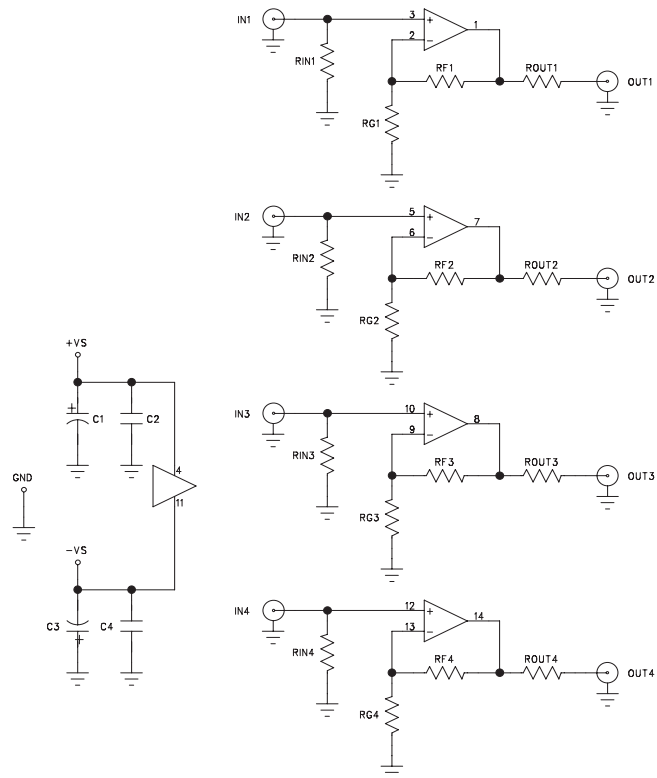 IN1
3
+
1
2
−
RIN1
RF1
ROUT1
OUT1
RG1
IN2
5
+
7
6
−
RIN2
RF2
ROUT2
OUT2
RG2
+VS
+
C1
C2
4
11
GND
−VS
C3
+
C4
IN3
10
+
8
9
−
RIN3
RF3
ROUT3
OUT3
RG3
IN4
12
+
14
13
−
RIN4
RF4
ROUT4
OUT4
RG4